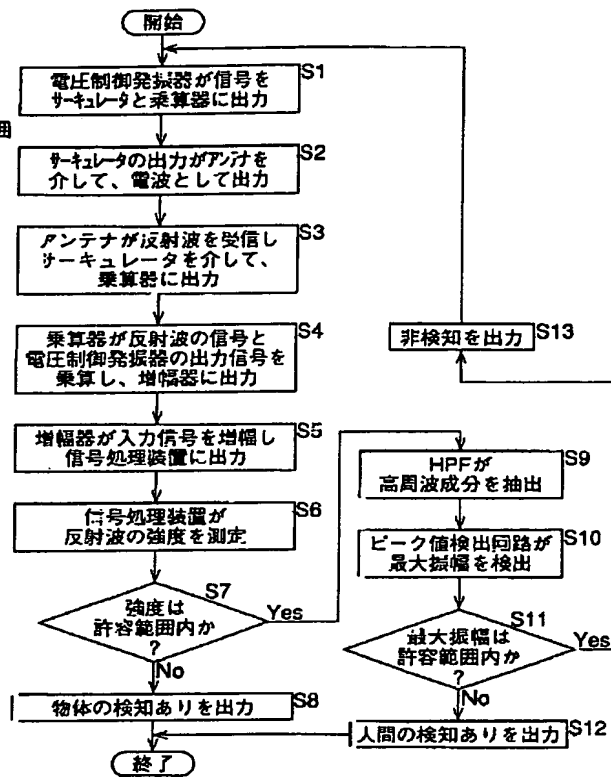 開始
電圧制御発振器が信号を
サーキュレータと乗算器に出力
S1
囲
サーキュレータの出力がアンテナを
介して、電波として出力
S2
アンテナが反射波を受信し
サーキュレータを介して、
乗算器に出力
S3
乗算器が反射波の信号と
電圧制御発振器の出力信号を
乗算し、増幅器に出力
S4
増幅器が入力信号を増幅し
信号処理装置に出力
S5
信号処理装置が
反射波の強度を測定
S6
強度は
許容範囲内か
?
S7
Yes
No
物体の検知ありを出力
S8
終了
HPFが
高周波成分を抽出
S9
ピーク値検出回路が
最大振幅を検出
S10
最大振幅は
許容範囲内か
?
S11
Yes
No
人間の検知ありを出力
S12
非検知を出力
S13